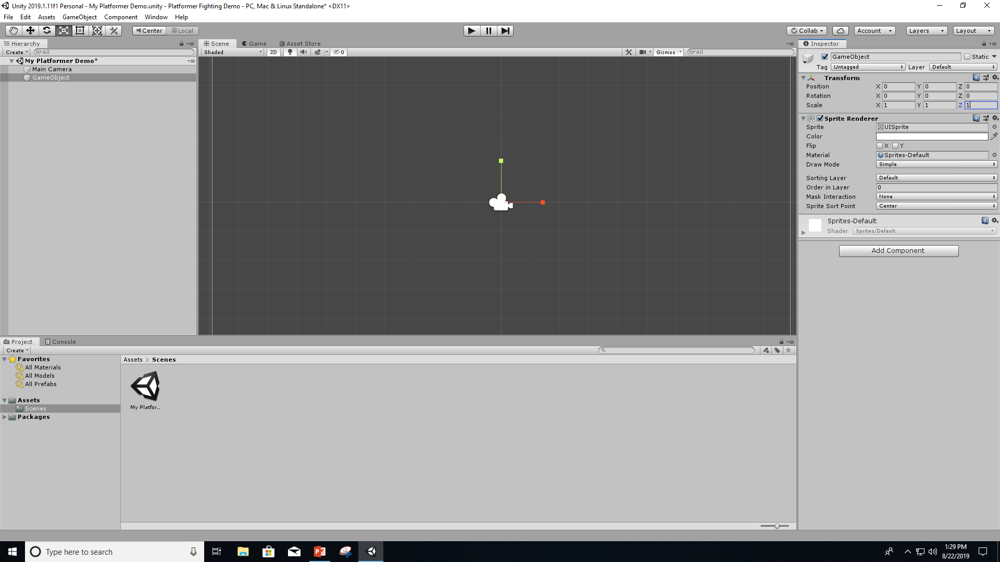 Unity 2019.1.11f1 Personal - My Platformer Demo.unity - Platformer Fighting Demo - PC, Mac & Linux Standalone* <DX11>
File Edit Assets GameObject Component Window Help
Center Local Collab Account Layers Layout
Hierarchy
Create All
My Platformer Demo*
Main Camera
GameObject
Scene Game Asset Store
Shaded 2D 0 Gizmos All
Inspector
GameObject Static
Tag Untagged Layer Default
Transform
Position X 0 Y 0 Z 0
Rotation X 0 Y 0 Z 0
Scale X 1 Y 1 Z 1
Sprite Renderer
Sprite UISprite
Color
Flip X Y
Material Sprites-Default
Draw Mode Simple
Sorting Layer Default
Order in Layer 0
Mask Interaction None
Sprite Sort Point Center
Sprites-Default
Shader Sprites/Default
Add Component
Project Console
Create
Favorites
All Materials
All Models
All Prefabs
Assets
Scenes
Packages
Assets > Scenes
My Platfor...
Type here to search
1:29 PM
8/22/2019